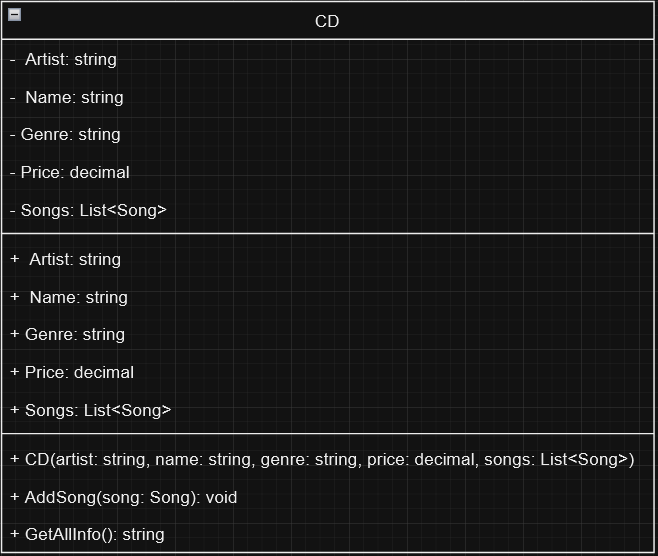 CD
- Artist: string
- Name: string
- Genre: string
- Price: decimal
- Songs: List<Song>
+ Artist: string
+ Name: string
+ Genre: string
+ Price: decimal
+ Songs: List<Song>
+ CD(artist: string, name: string, genre: string, price: decimal, songs: List<Song>)
+ AddSong(song: Song): void
+ GetAllInfo(): string